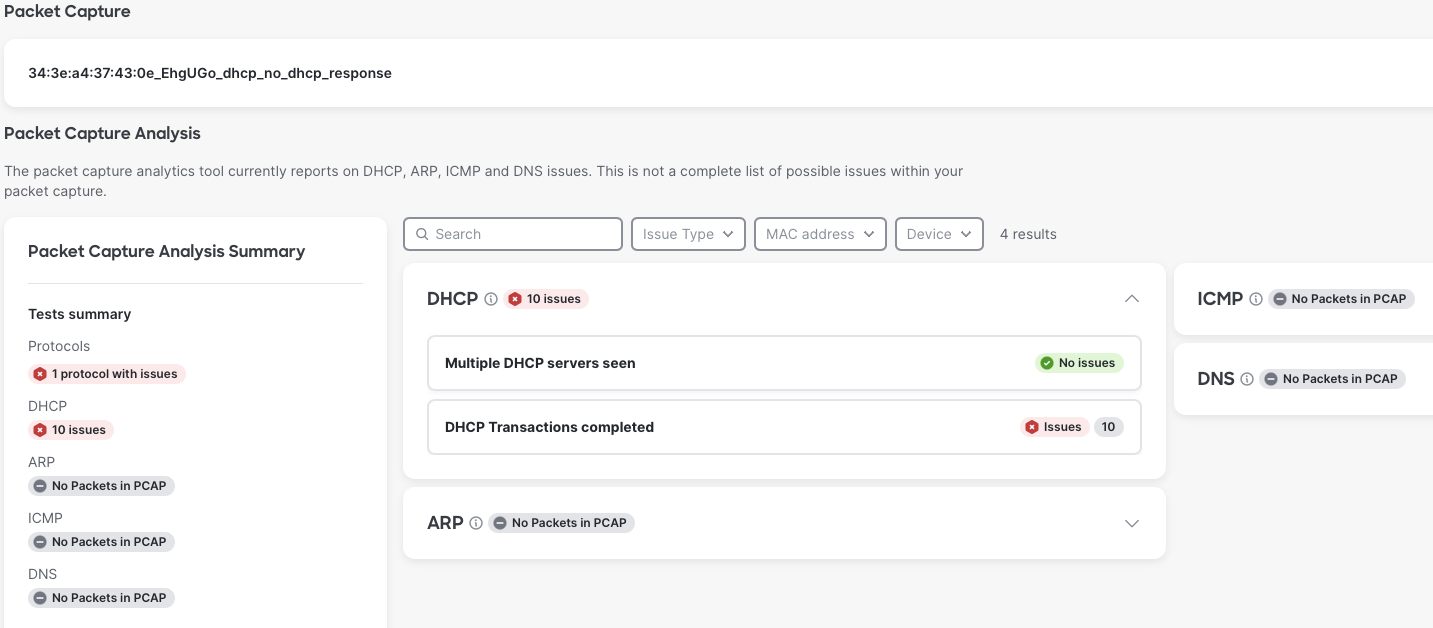 Packet Capture
34:3e:a4:37:43:0e_EhgUGo_dhcp_no_dhcp_response
Packet Capture Analysis
The packet capture analytics tool currently reports on DHCP, ARP, ICMP and DNS issues. This is not a complete list of possible issues within your
packet capture.
Packet Capture Analysis Summary
Tests summary
Protocols
1 protocol with issues
DHCP
10 issues
ARP
No Packets in PCAP
ICMP
No Packets in PCAP
DNS
No Packets in PCAP
Search
Issue Type
MAC address
Device
4 results
DHCP 10 issues
Multiple DHCP servers seen No issues
DHCP Transactions completed Issues 10
ARP No Packets in PCAP
ICMP No Packets in PCAP
DNS No Packets in PCAP